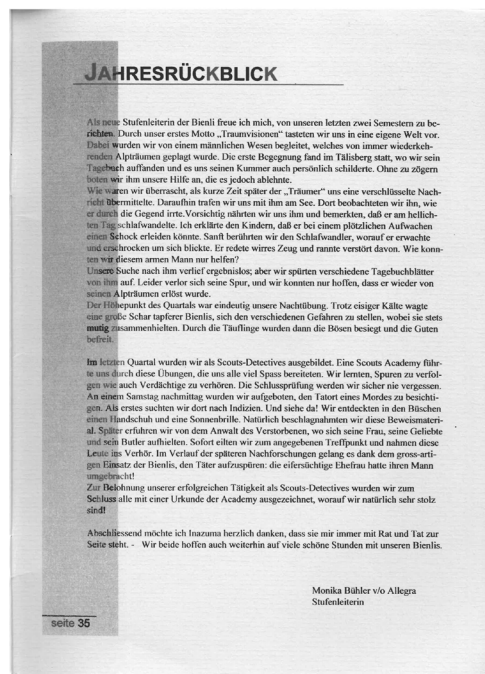 JAHRESRÜCKBLICK
Als neue Stufenleiterin der Bienli freue ich mich, von unseren letzten zwei Semestern zu be-
richten. Durch unser erstes Motto „Traumvisionen" tasteten wir uns in eine eigene Welt vor.
Dabei wurden wir von einem männlichen Wesen begleitet, welches von immer wiederkeh-
renden Alpträumen geplagt wurde. Die erste Begegnung fand im Tälisberg statt, wo wir sein
Tagebuch auffanden und es uns seinen Kummer auch persönlich schilderte. Ohne zu zögern
boten wir ihm unsere Hilfe an, die es jedoch ablehnte.
Wie waren wir überrascht, als kurze Zeit später der „Träumer" uns eine verschlüsselte Nach-
richt übermittelte. Daraufhin trafen wir uns mit ihm am See. Dort beobachteten wir ihn, wie
er durch die Gegend irrte.Vorsichtig nährten wir uns ihm und bemerkten, daß er am hellich-
ten Tag schlafwandelte. Ich erklärte den Kindern, daß er bei einem plötzlichen Aufwachen
einen Schock erleiden könnte. Sanft berührten wir den Schlafwandler, worauf er erwachte
und erschrocken um sich blickte. Er redete wirres Zeug und rannte verstört davon. Wie konn-
ten wir diesem armen Mann nur helfen?
Unsere Suche nach ihm verlief ergebnislos; aber wir spürten verschiedene Tagebuchblätter
von ihm auf. Leider verlor sich seine Spur, und wir konnten nur hoffen, dass er wieder von
seinen Alpträumen erlöst wurde.
Der Höhepunkt des Quartals war eindeutig unsere Nachtübung. Trotz eisiger Kälte wagte
eine große Schar tapferer Bienlis, sich den verschiedenen Gefahren zu stellen, wobei sie stets
mutig zusammenhielten. Durch die Täuflinge wurden dann die Bösen besiegt und die Guten
befreit.
Im letzten Quartal wurden wir als Scouts-Detectives ausgebildet. Eine Scouts Academy führ-
te uns durch diese Übungen, die uns alle viel Spass bereiteten. Wir lernten, Spuren zu verfol-
gen wie auch Verdächtige zu verhören. Die Schlussprüfung werden wir sicher nie vergessen.
An einem Samstag nachmittag wurden wir aufgeboten, den Tatort eines Mordes zu besichti-
gen. Als erstes suchten wir dort nach Indizien. Und siehe da! Wir entdeckten in den Büschen
einen Handschuh und eine Sonnenbrille. Natürlich beschlagnahmten wir diese Beweismateri-
al. Später erfuhren wir von dem Anwalt des Verstorbenen, wo sich seine Frau, seine Geliebte
und sein Butler aufhielten. Sofort eilten wir zum angegebenen Treffpunkt und nahmen diese
Leute ins Verhör. Im Verlauf der späteren Nachforschungen gelang es dank dem gross-arti-
gen Einsatz der Bienlis, den Täter aufzuspüren: die eifersüchtige Ehefrau hatte ihren Mann
umgebracht!
Zur Belohnung unserer erfolgreichen Tätigkeit als Scouts-Detectives wurden wir zum
Schluss alle mit einer Urkunde der Academy ausgezeichnet, worauf wir natürlich sehr stolz
sind!
Abschliessend möchte ich Inazuma herzlich danken, dass sie mir immer mit Rat und Tat zur
Seite steht. - Wir beide hoffen auch weiterhin auf viele schöne Stunden mit unseren Bienlis.
Monika Bühler v/o Allegra
Stufenleiterin
seite 35